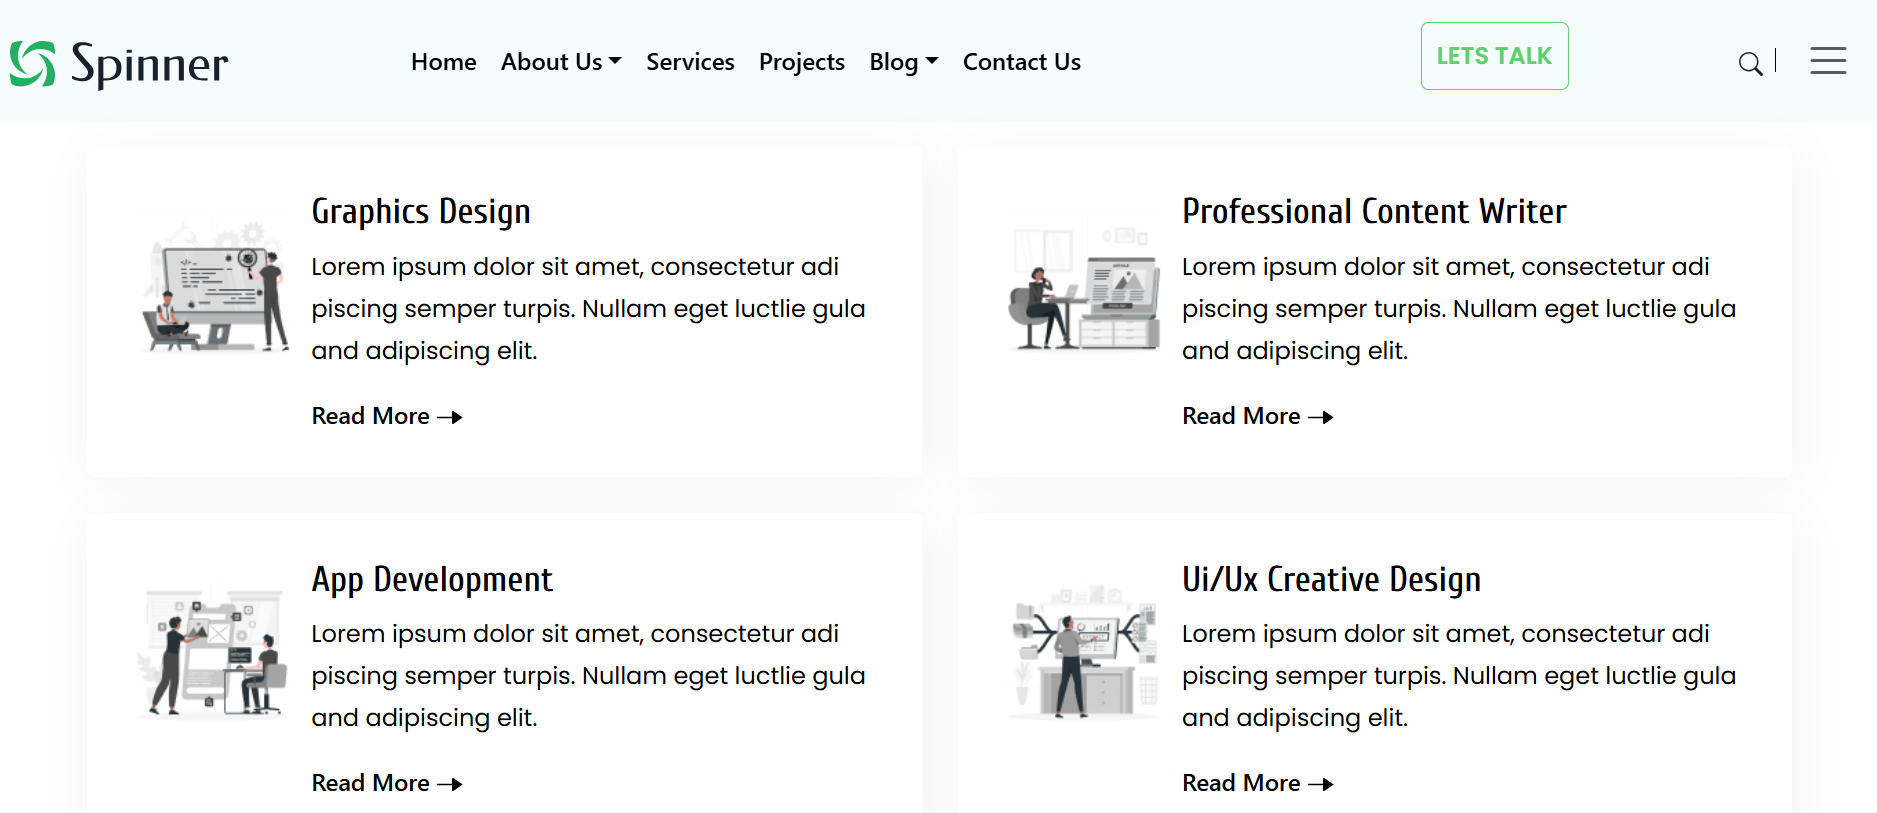 Spinner
Home About Us Services Projects Blog Contact Us
LETS TALK
Graphics Design
Lorem ipsum dolor sit amet, consectetur adi
piscing semper turpis. Nullam eget luctlie gula
and adipiscing elit.
Read More
Professional Content Writer
Lorem ipsum dolor sit amet, consectetur adi
piscing semper turpis. Nullam eget luctlie gula
and adipiscing elit.
Read More
App Development
Lorem ipsum dolor sit amet, consectetur adi
piscing semper turpis. Nullam eget luctlie gula
and adipiscing elit.
Read More
Ui/Ux Creative Design
Lorem ipsum dolor sit amet, consectetur adi
piscing semper turpis. Nullam eget luctlie gula
and adipiscing elit.
Read More